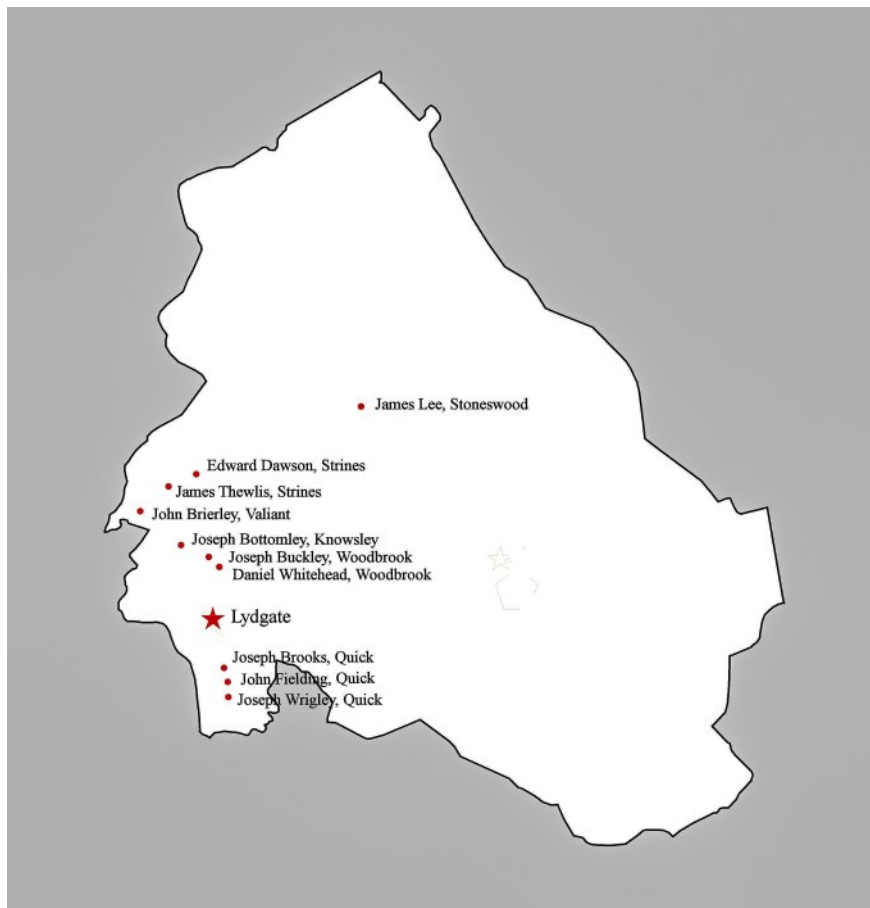 James Lee, Stoneswood
Edward Dawson, Strines
James Thewlis, Strines
John Brierley, Valiant
Joseph Bottomley, Knowsley
Joseph Buckley, Woodbrook
Daniel Whitehead, Woodbrook
Lydgate
Joseph Brooks, Quick
John Fielding, Quick
Joseph Wrigley, Quick